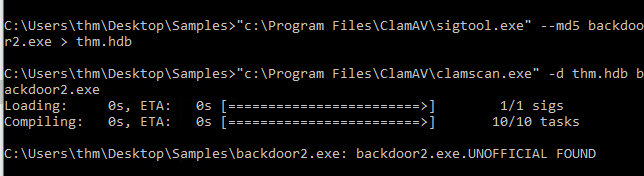 C:\Users\thm\Desktop\Samples>"c:\Program Files\ClamAV\sigtool.exe" --md5 backdoo
r2.exe > thm.hdb
C:\Users\thm\Desktop\Samples>"c:\Program Files\ClamAV\clamscan.exe" -d thm.hdb b
ackdoor2.exe
Loading:     0s, ETA:   0s [========================>]        1/1 sigs
Compiling:   0s, ETA:   0s [========================>]       10/10 tasks
C:\Users\thm\Desktop\Samples\backdoor2.exe: backdoor2.exe.UNOFFICIAL FOUND